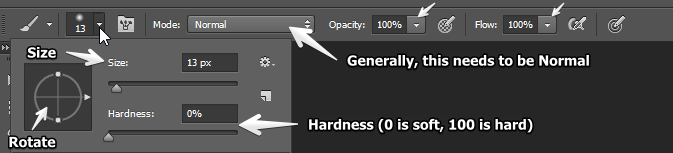 13
Mode: Normal
Opacity: 100%
Flow: 100%
Size
Size: 13 px
Generally, this needs to be Normal
Hardness: 0%
Hardness (0 is soft, 100 is hard)
Rotate